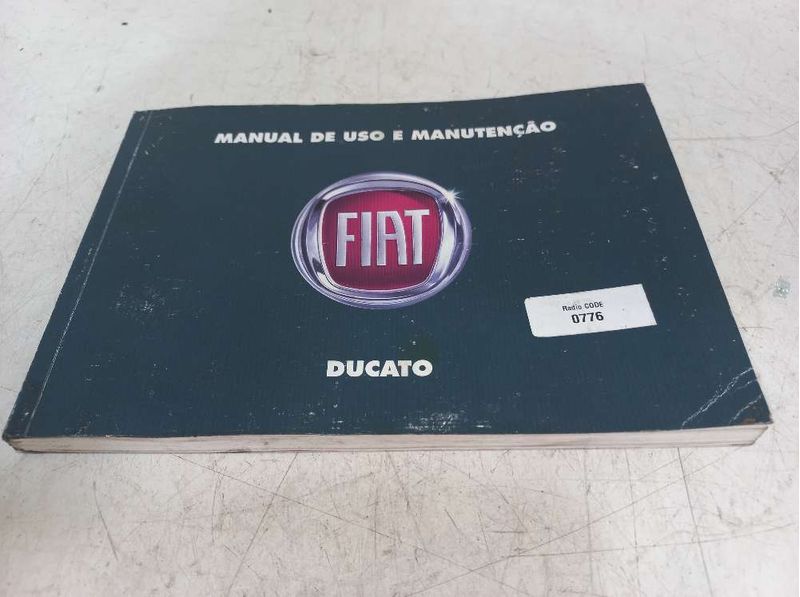 MANUAL DE USO E MANUTENÇÃO
FIAT
Radio CODE
0776
DUCATO